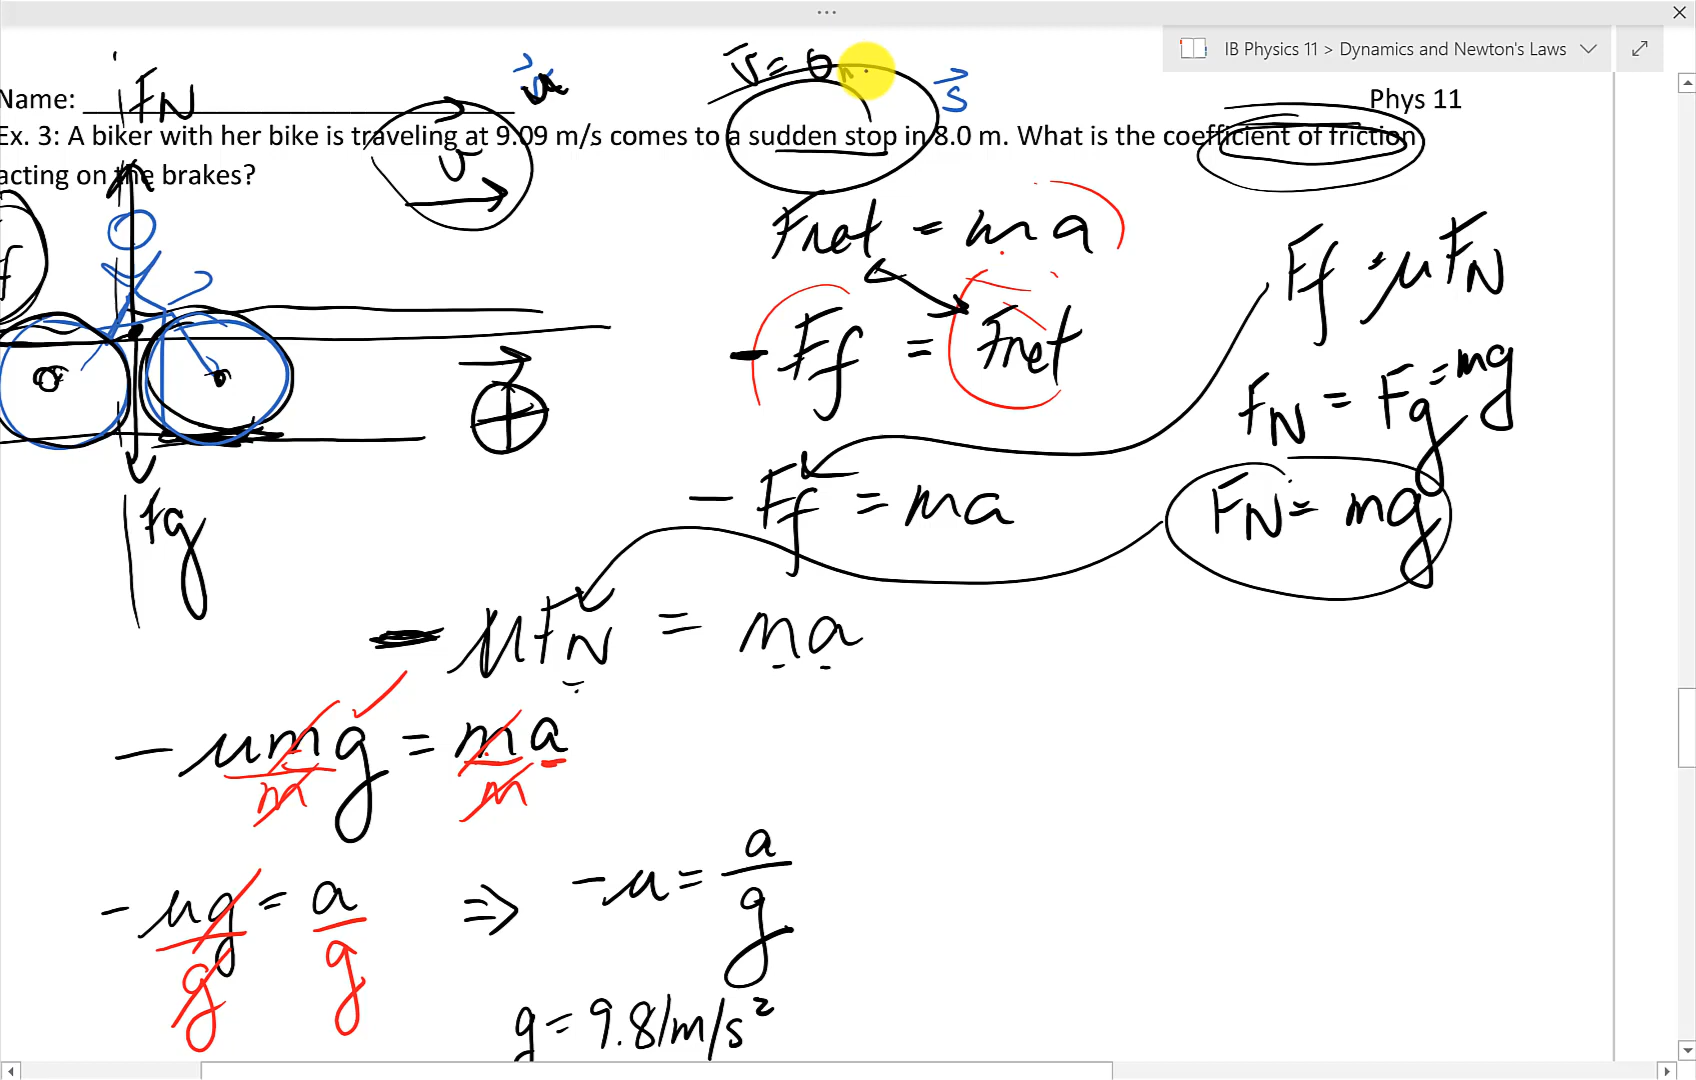 IB Physics 11 > Dynamics and Newton's Laws
Name:
Phys 11
Ex. 3: A biker with her bike is traveling at 9.09 m/s comes to a sudden stop in 8.0 m. What is the coefficient of friction
acting on the brakes?
FN
v = 0
s
v
f
Fnet = ma
Ff = μFN
- Ff = Fnet
FN = Fg = mg
- Ff = ma
FN = mg
Fg
- μFN = ma
- μmg = ma
m m
- μg = a
g g
⇒ - μ = a
g
g = 9.81m/s²